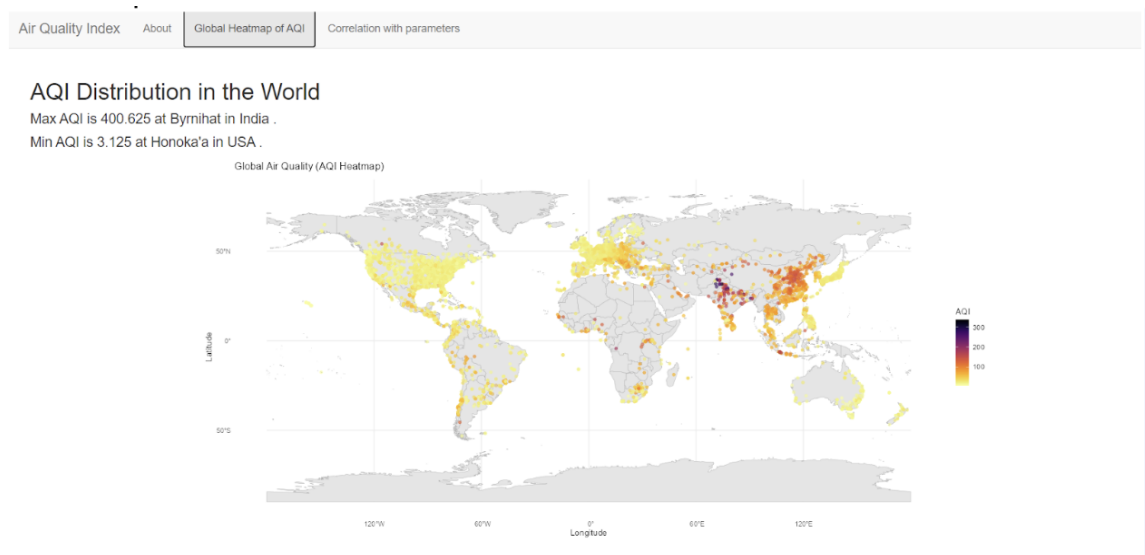 Air Quality Index About Global Heatmap of AQI Correlation with parameters
AQI Distribution in the World
Max AQI is 400.625 at Byrnihat in India .
Min AQI is 3.125 at Honoka'a in USA .
Global Air Quality (AQI Heatmap)
50°N
0°
50°S
Latitude
120°W 60°W 0° 60°E 120°E
Longitude
AQI
300
200
100